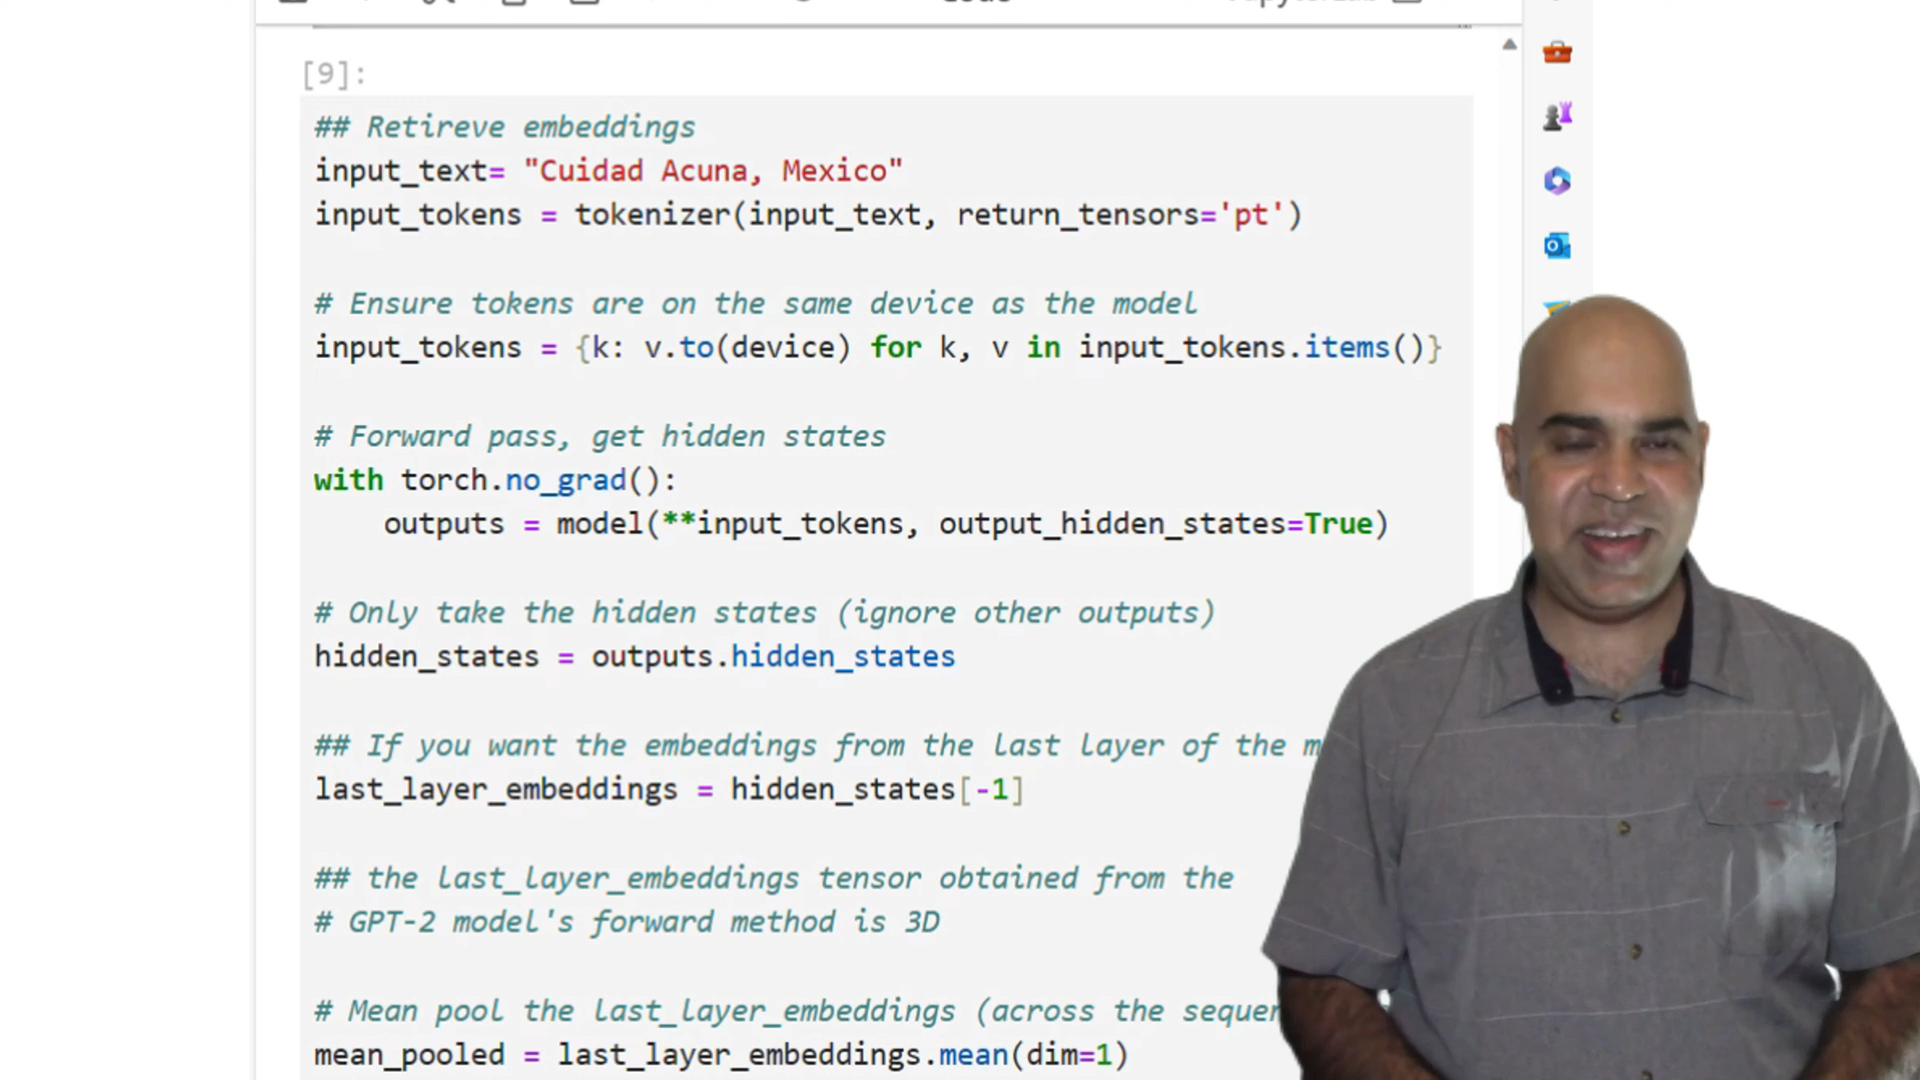 [9]:
## Retireve embeddings
input_text= "Cuidad Acuna, Mexico"
input_tokens = tokenizer(input_text, return_tensors='pt')
# Ensure tokens are on the same device as the model
input_tokens = {k: v.to(device) for k, v in input_tokens.items()}
# Forward pass, get hidden states
with torch.no_grad():
    outputs = model(**input_tokens, output_hidden_states=True)
# Only take the hidden states (ignore other outputs)
hidden_states = outputs.hidden_states
## If you want the embeddings from the last layer of the
last_layer_embeddings = hidden_states[-1]
## the last_layer_embeddings tensor obtained from the
# GPT-2 model's forward method is 3D
# Mean pool the last_layer_embeddings (across the
mean_pooled = last_layer_embeddings.mean(dim=1)